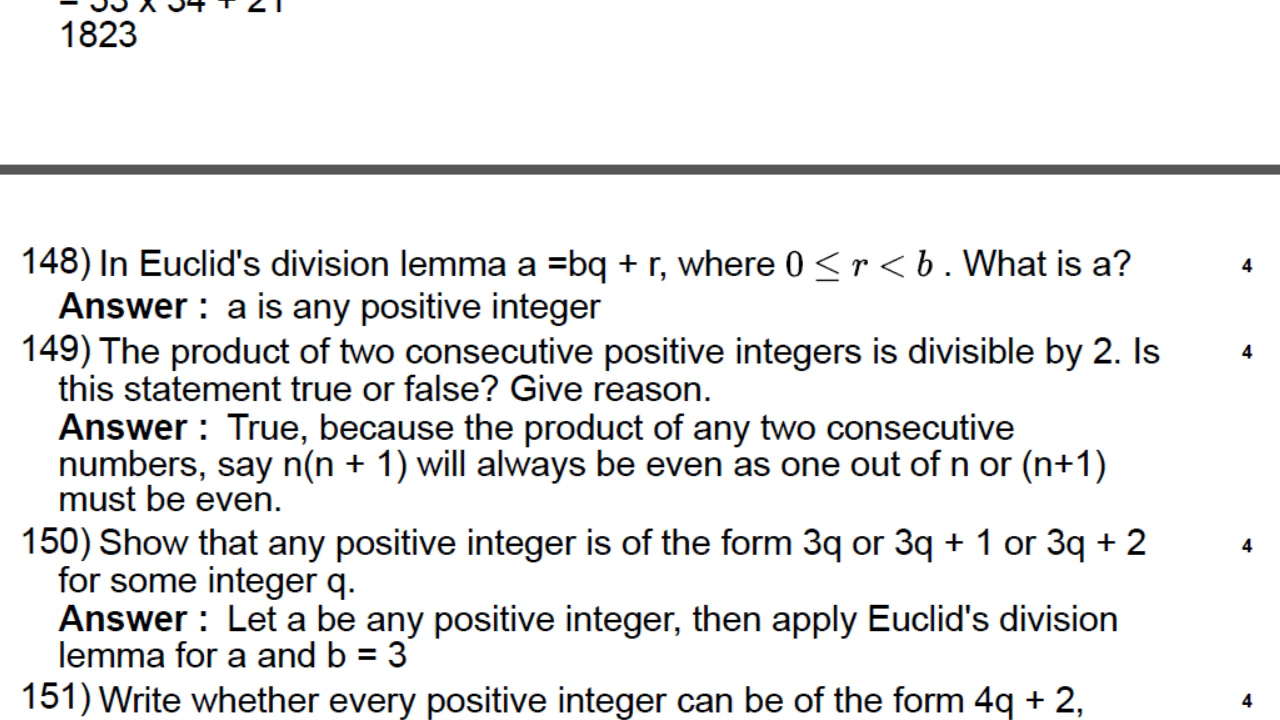 = 53 x 34 + 21
1823
148) In Euclid's division lemma a =bq + r, where 0 ≤ r < b . What is a? 4
Answer : a is any positive integer
149) The product of two consecutive positive integers is divisible by 2. Is 4
this statement true or false? Give reason.
Answer : True, because the product of any two consecutive
numbers, say n(n + 1) will always be even as one out of n or (n+1)
must be even.
150) Show that any positive integer is of the form 3q or 3q + 1 or 3q + 2 4
for some integer q.
Answer : Let a be any positive integer, then apply Euclid's division
lemma for a and b = 3
151) Write whether every positive integer can be of the form 4q + 2, 4